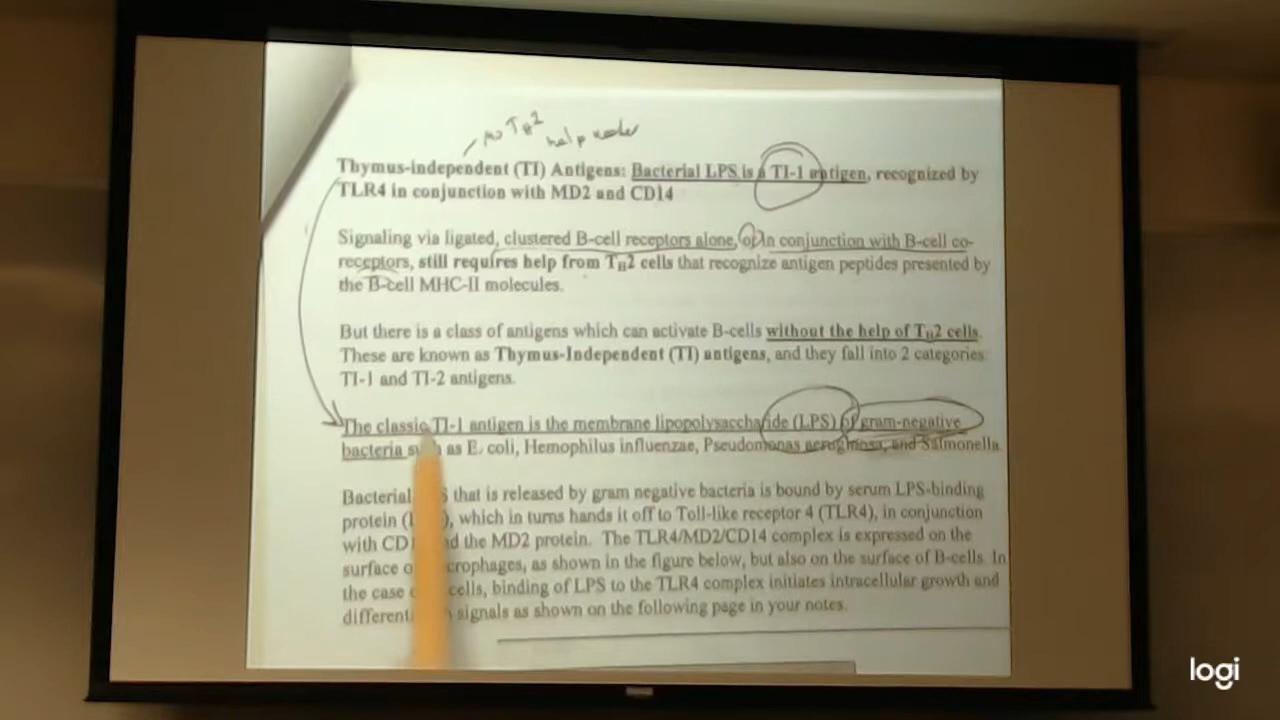 no TH2
help needed
Thymus-independent (TI) Antigens: Bacterial LPS is a TI-1 antigen, recognized by
TLR4 in conjunction with MD2 and CD14
Signaling via ligated, clustered B-cell receptors alone, or in conjunction with B-cell co-
receptors, still requires help from TH2 cells that recognize antigen peptides presented by
the B-cell MHC-II molecules.
But there is a class of antigens which can activate B-cells without the help of TH2 cells.
These are known as Thymus-Independent (TI) antigens, and they fall into 2 categories
TI-1 and TI-2 antigens.
The classic TI-1 antigen is the membrane lipopolysaccharide (LPS) of gram-negative
bacteria as E. coli, Hemophilus influenzae, Pseudomonas aeruginosa, and Salmonella
Bacterial that is released by gram negative bacteria is bound by serum LPS-binding
protein which in turns hands it off to Toll-like receptor 4 (TLR4), in conjunction
with the MD2 protein. The TLR4/MD2/CD14 complex is expressed on the
surface as shown in the figure below, but also on the surface of B-cells. In
the case cells, binding of LPS to the TLR4 complex initiates intracellular growth and
signals as shown on the following page in your notes.
logi